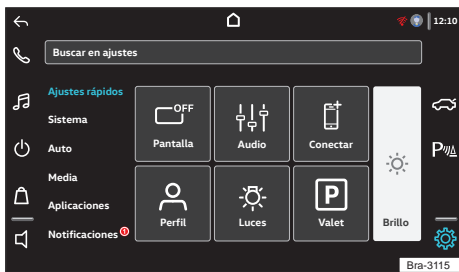 12:10
Buscar en ajustes
Ajustes rápidos
Sistema
Auto
Media
Aplicaciones
Notificaciones 1
OFF
Pantalla
Audio
Conectar
Perfil
Luces
P
Valet
Brillo
P
Bra-3115